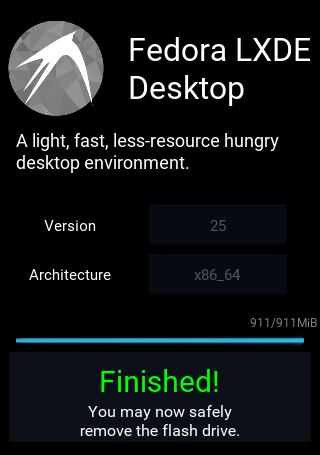 Fedora LXDE
Desktop
A light, fast, less-resource hungry
desktop environment.
Version
25
Architecture
x86_64
911/911MiB
Finished!
You may now safely
remove the flash drive.